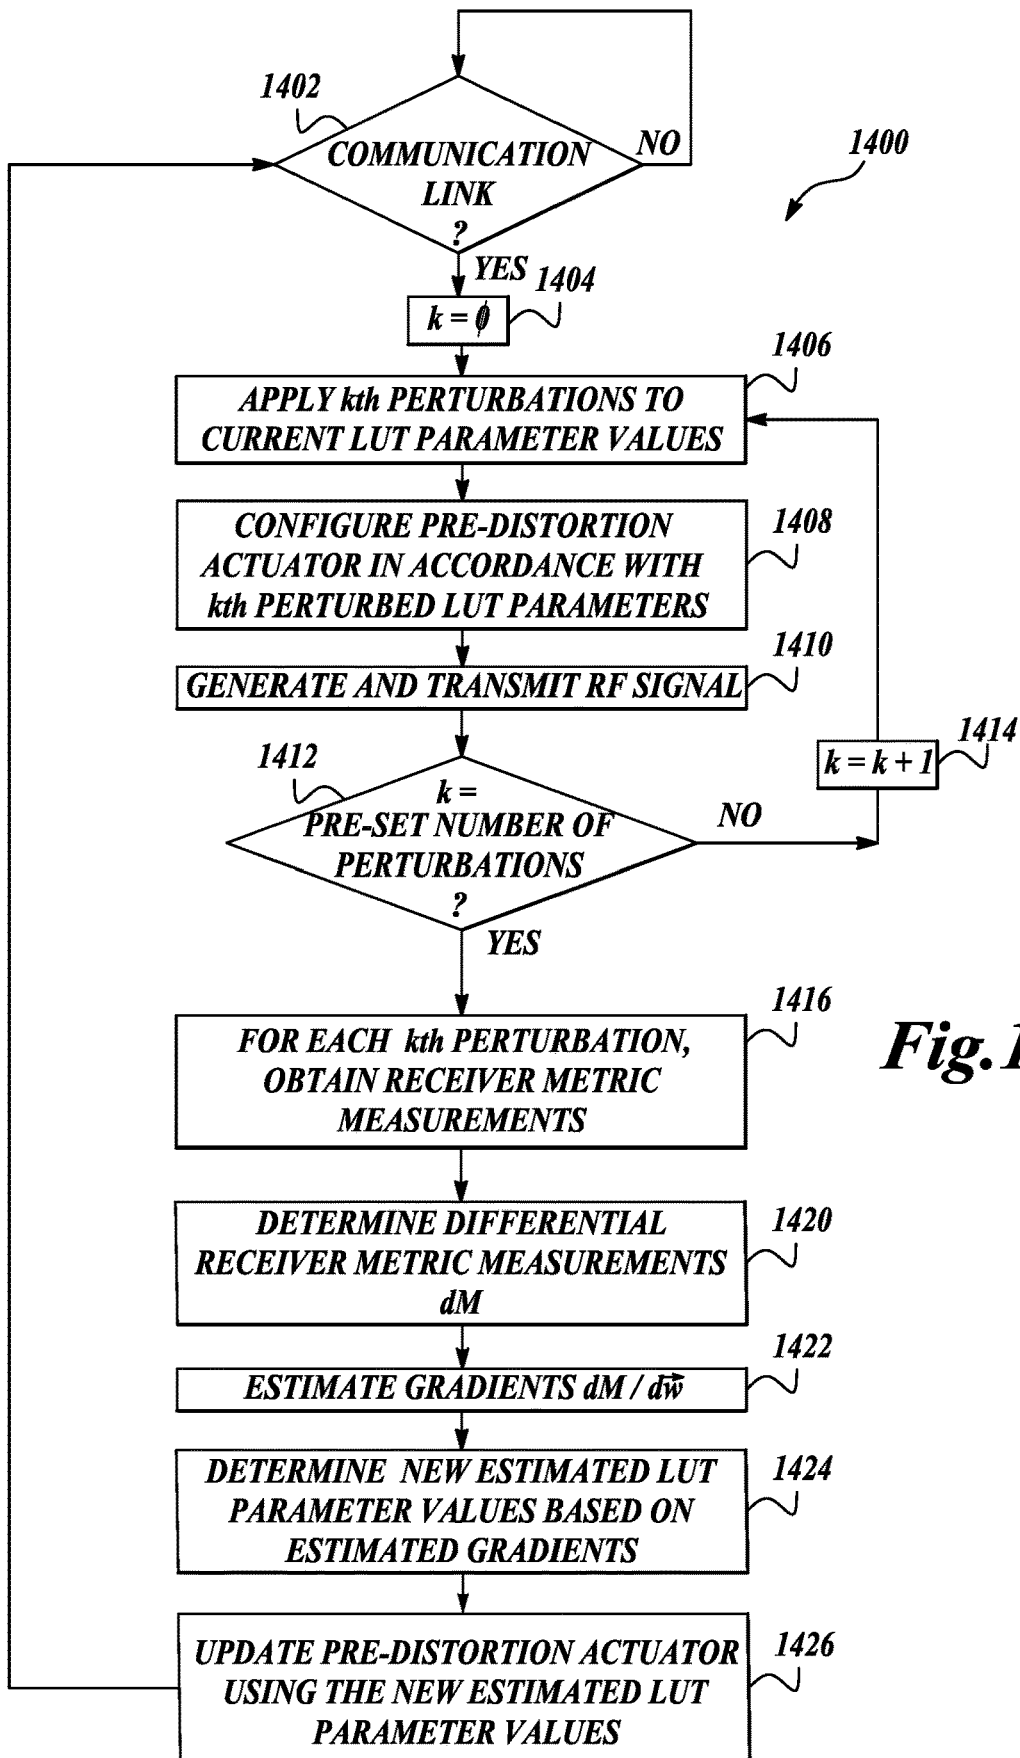 1402
COMMUNICATION
LINK
?
NO
1400
YES
1404
k = ϕ
1406
APPLY kth PERTURBATIONS TO
CURRENT LUT PARAMETER VALUES
CONFIGURE PRE-DISTORTION
ACTUATOR IN ACCORDANCE WITH
kth PERTURBED LUT PARAMETERS
1408
1410
GENERATE AND TRANSMIT RF SIGNAL
1412
k =
PRE-SET NUMBER OF
PERTURBATIONS
?
NO
k = k + 1
1414
YES
1416
FOR EACH kth PERTURBATION,
OBTAIN RECEIVER METRIC
MEASUREMENTS
Fig.1
DETERMINE DIFFERENTIAL
RECEIVER METRIC MEASUREMENTS
dM
1420
1422
ESTIMATE GRADIENTS dM / dw⃗
DETERMINE NEW ESTIMATED LUT
PARAMETER VALUES BASED ON
ESTIMATED GRADIENTS
1424
UPDATE PRE-DISTORTION ACTUATOR
USING THE NEW ESTIMATED LUT
PARAMETER VALUES
1426